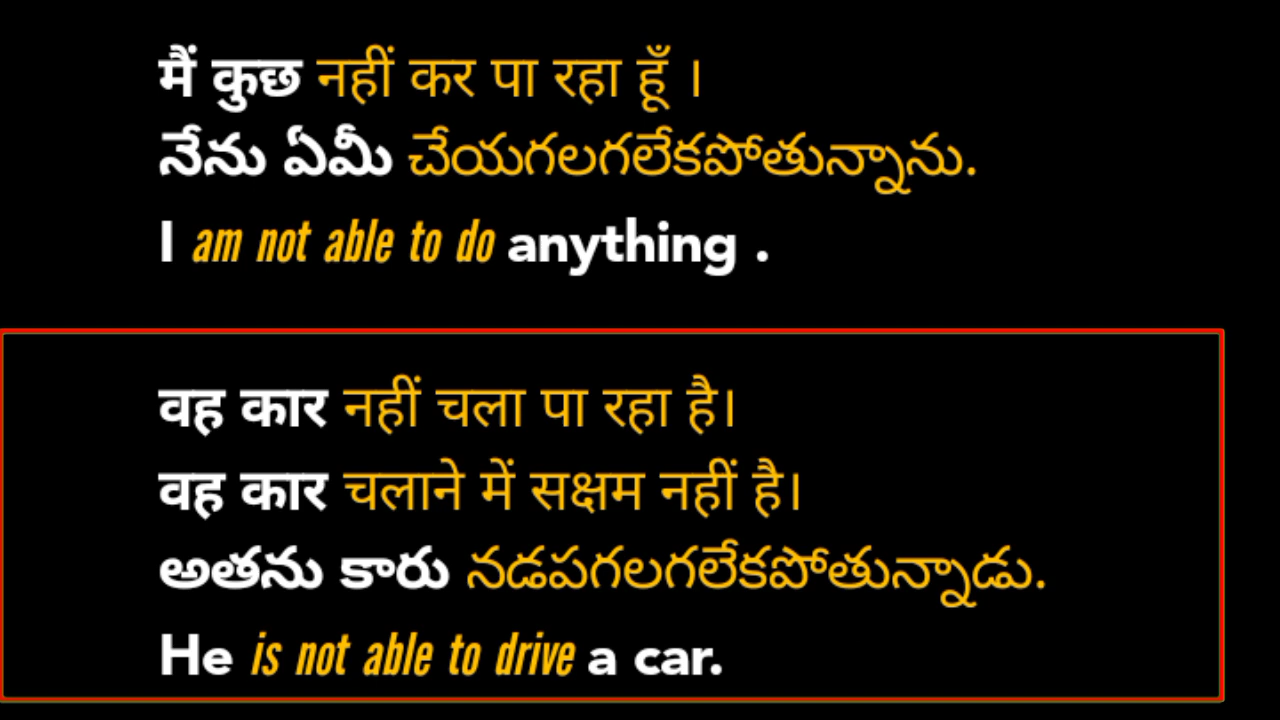 मैं कुछ नहीं कर पा रहा हूँ ।
నేను ఏమీ చేయగలగలేకపోతున్నాను.
I am not able to do anything .
वह कार नहीं चला पा रहा है।
वह कार चलाने में सक्षम नहीं है।
అతను కారు నడపగలగలేకపోతున్నాడు.
He is not able to drive a car.